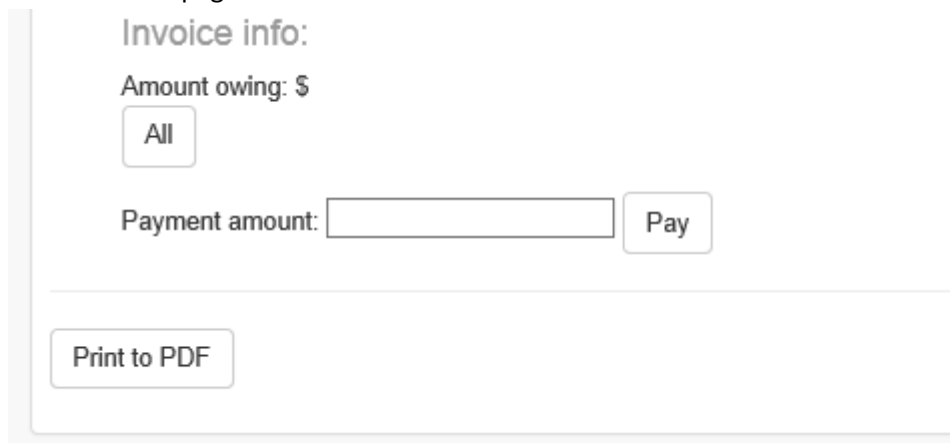 Invoice info:
Amount owing: $
All
Payment amount: Pay
Print to PDF